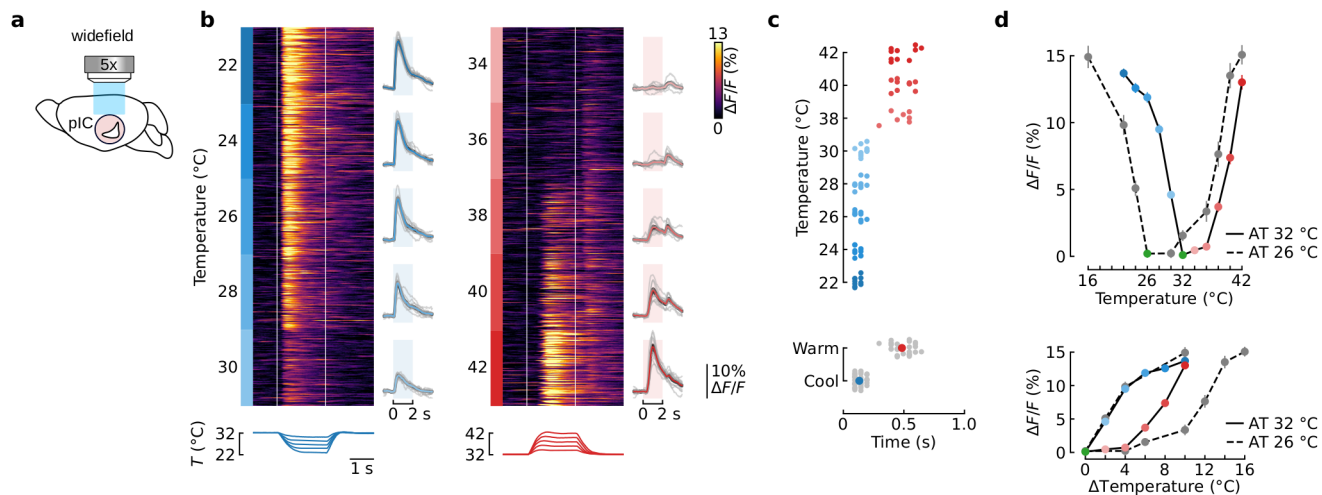 a
widefield
5x
pIC
b
Temperature (°C)
22
24
26
28
30
0 2 s
T (°C)
32
22
1 s
34
36
38
40
42
42
32
13
0
ΔF/F (%)
0 2 s
10%
ΔF/F
c
Temperature (°C)
42
40
38
36
34
32
30
28
26
24
22
Warm
Cool
0
0.5
1.0
Time (s)
d
ΔF/F (%)
15
10
5
0
AT 32 °C
AT 26 °C
16 26 32 42
Temperature (°C)
ΔF/F (%)
15
10
5
0
AT 32 °C
AT 26 °C
0 4 8 12 16
ΔTemperature (°C)